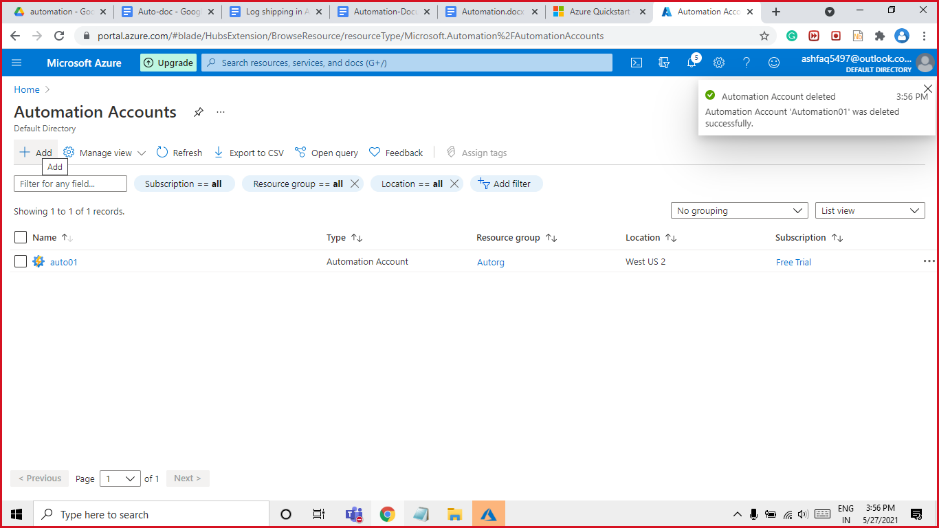 automation - Goo
Auto-doc - Goog
Log shipping in A
Automation-Docu
Automation.docx
Azure Quickstart
Automation Acco
portal.azure.com/#blade/HubsExtension/BrowseResource/resourceType/Microsoft.Automation%2FAutomationAccounts
Microsoft Azure
Upgrade
Search resources, services, and docs (G+/)
5
ashfaq5497@outlook.co...
DEFAULT DIRECTORY
Home >
Automation Accounts
Default Directory
Automation Account deleted 3:56 PM
Automation Account 'Automation01' was deleted
successfully.
Add
Manage view
Refresh
Export to CSV
Open query
Feedback
Assign tags
Add
Filter for any field...
Subscription == all
Resource group == all
Location == all
Add filter
Showing 1 to 1 of 1 records.
No grouping
List view
Name
Type
Resource group
Location
Subscription
auto01
Automation Account
Autorg
West US 2
Free Trial
< Previous
Page 1 of 1
Next >
Type here to search
ENG
IN
3:56 PM
5/27/2021